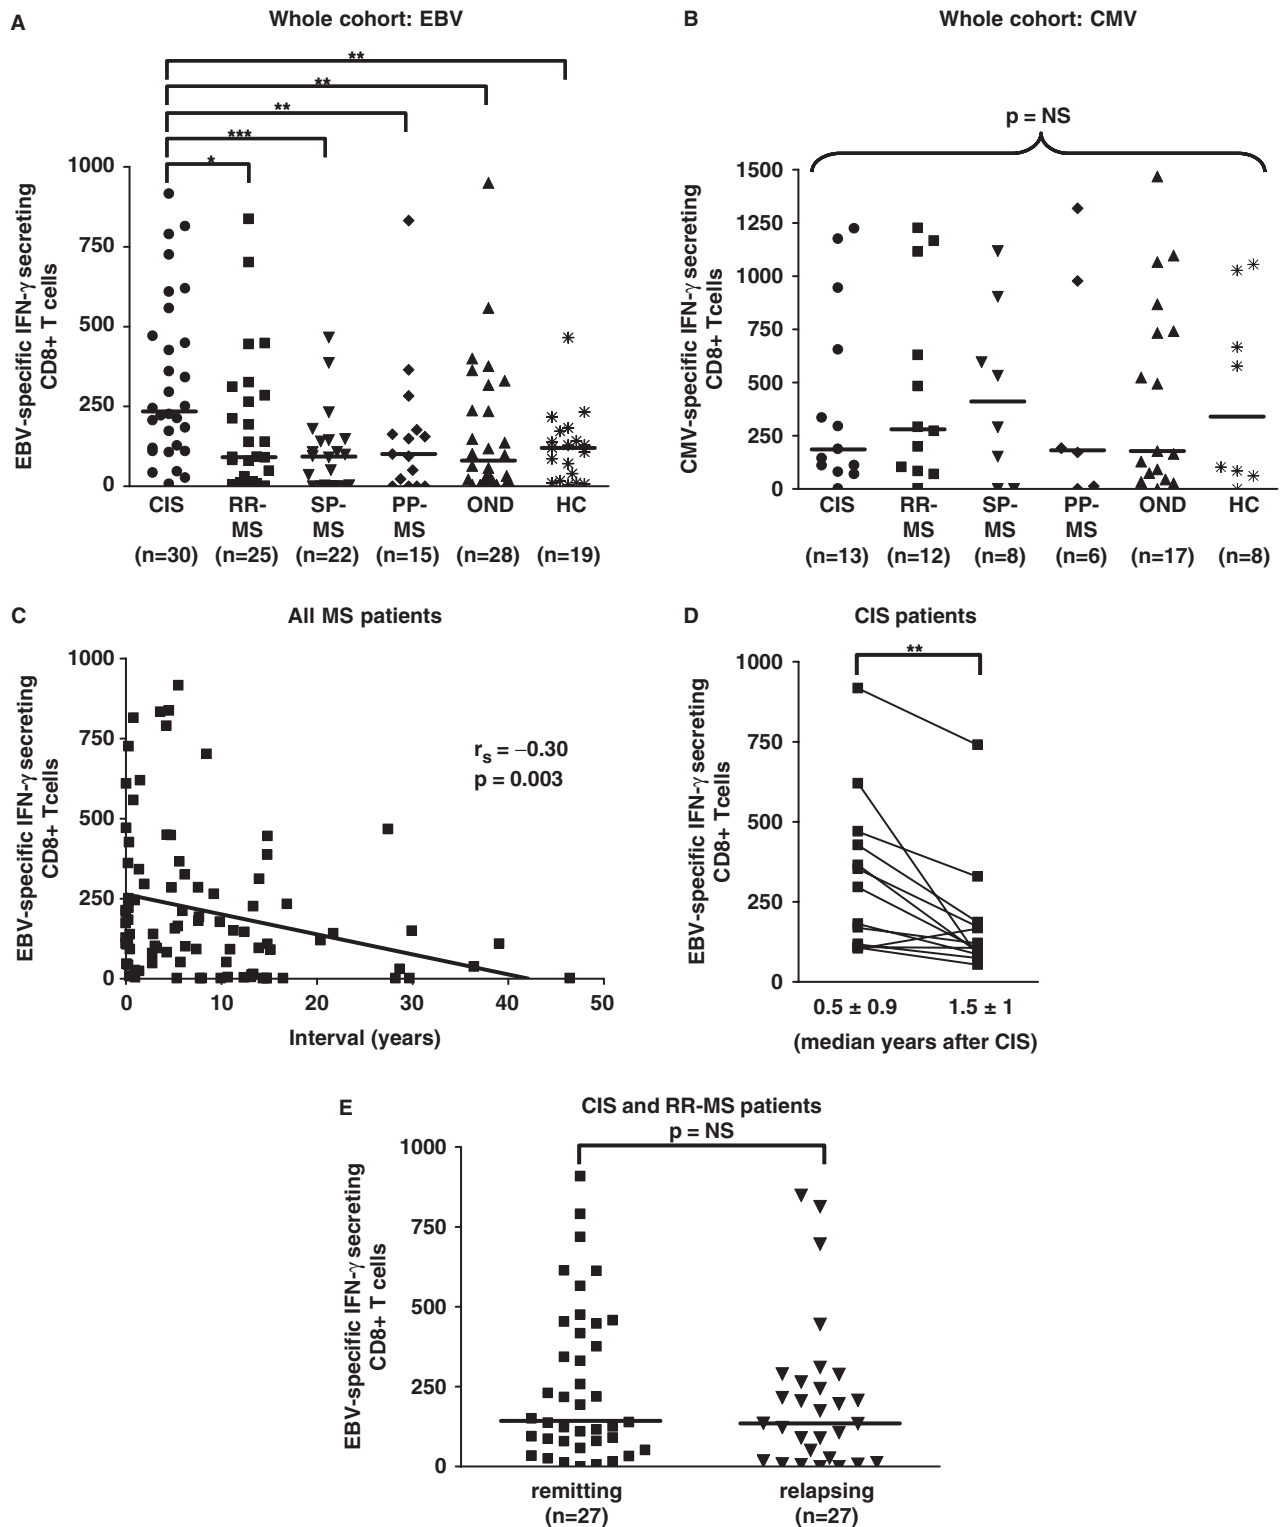 A
Whole cohort: EBV
**
**
**
***
*
EBV-specific IFN-γ secreting
CD8+ T cells
1000
750
500
250
0
CIS RR- SP- PP- OND HC
MS MS MS
(n=30) (n=25) (n=22) (n=15) (n=28) (n=19)
B
Whole cohort: CMV
p = NS
CMV-specific IFN-γ secreting
CD8+ Tcells
1500
1250
1000
750
500
250
0
CIS RR- SP- PP- OND HC
MS MS MS
(n=13) (n=12) (n=8) (n=6) (n=17) (n=8)
C
All MS patients
EBV-specific IFN-γ secreting
CD8+ Tcells
1000
750
500
250
0
rs = −0.30
p = 0.003
0 10 20 30 40 50
Interval (years)
D
CIS patients
**
EBV-specific IFN-γ secreting
CD8+ Tcells
1000
750
500
250
0
0.5 ± 0.9 1.5 ± 1
(median years after CIS)
E
CIS and RR-MS patients
p = NS
EBV-specific IFN-γ secreting
CD8+ T cells
1000
750
500
250
0
remitting relapsing
(n=27) (n=27)